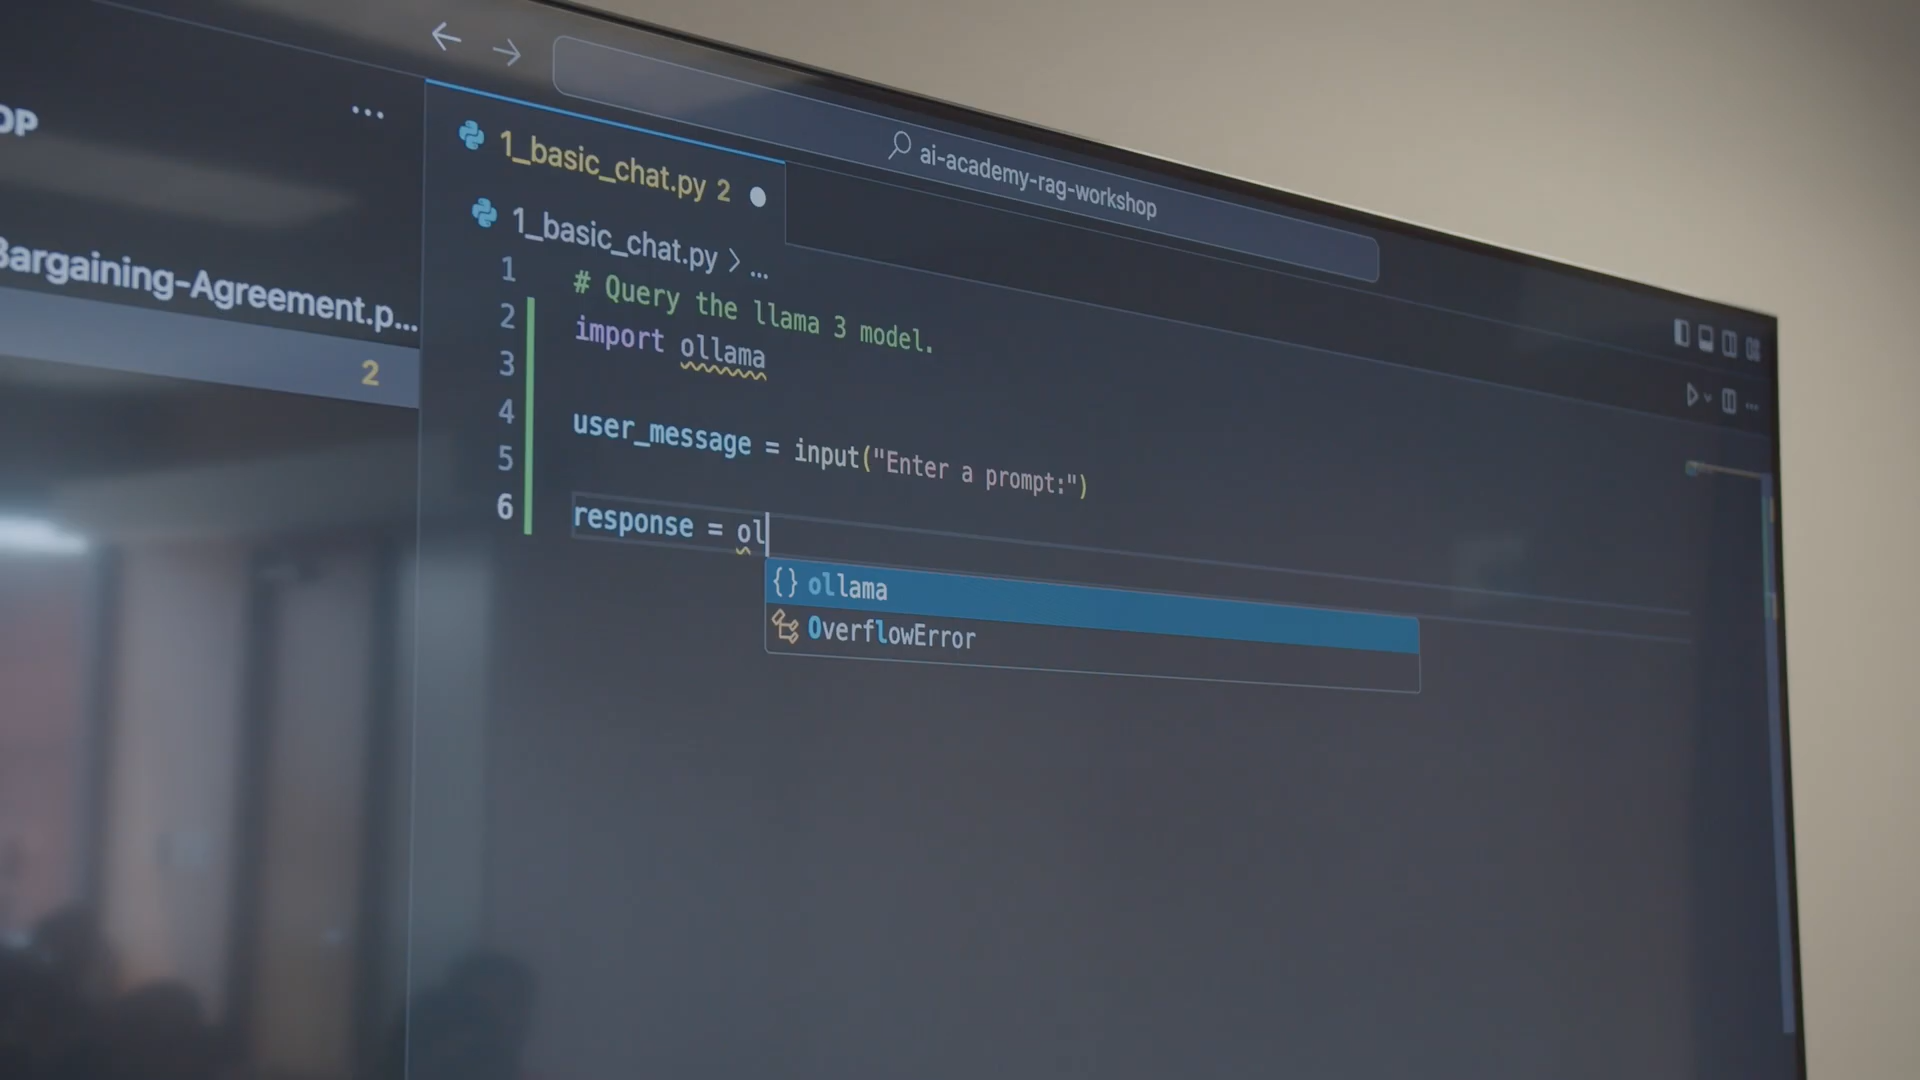 OP
...
Bargaining-Agreement.p...
2
ai-academy-rag-workshop
1_basic_chat.py 2
1_basic_chat.py > ...
1 # Query the llama 3 model.
2 import ollama
3
4 user_message = input("Enter a prompt:")
5
6 response = ol
{} ollama
OverflowError